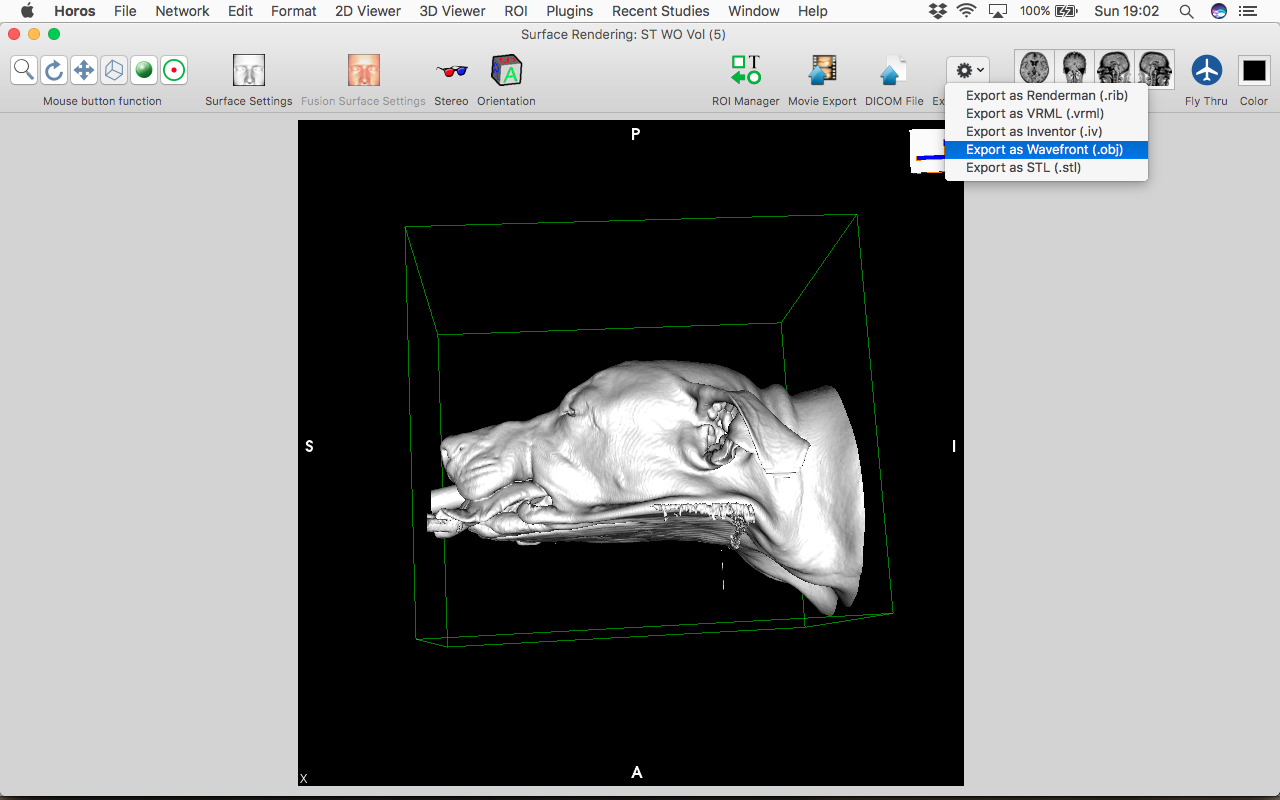 Horos File Network Edit Format 2D Viewer 3D Viewer ROI Plugins Recent Studies Window Help 100% Sun 19:02
Surface Rendering: ST WO Vol (5)
A
T
Mouse button function Surface Settings Fusion Surface Settings Stereo Orientation ROI Manager Movie Export DICOM File Ex Fly Thru Color
Export as Renderman (.rib)
Export as VRML (.vrml)
Export as Inventor (.iv)
Export as Wavefront (.obj)
Export as STL (.stl)
P
S I
A
X